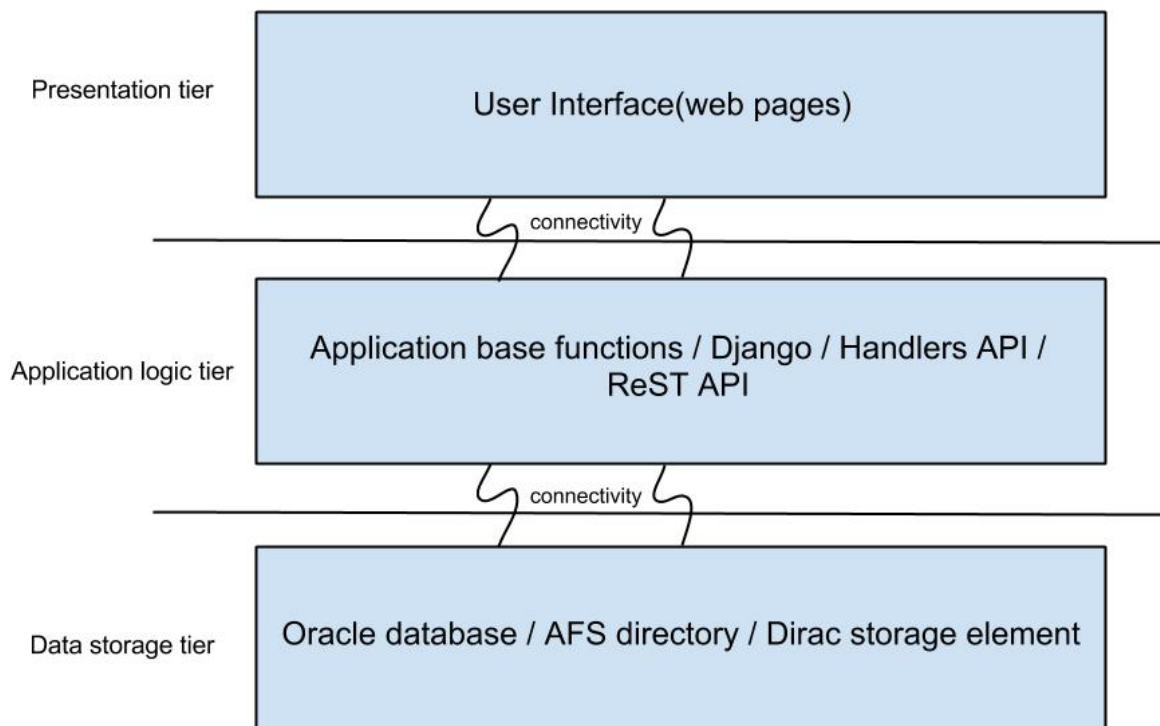 Presentation tier
User Interface(web pages)
connectivity
Application logic tier
Application base functions / Django / Handlers API /
ReST API
connectivity
Data storage tier
Oracle database / AFS directory / Dirac storage element